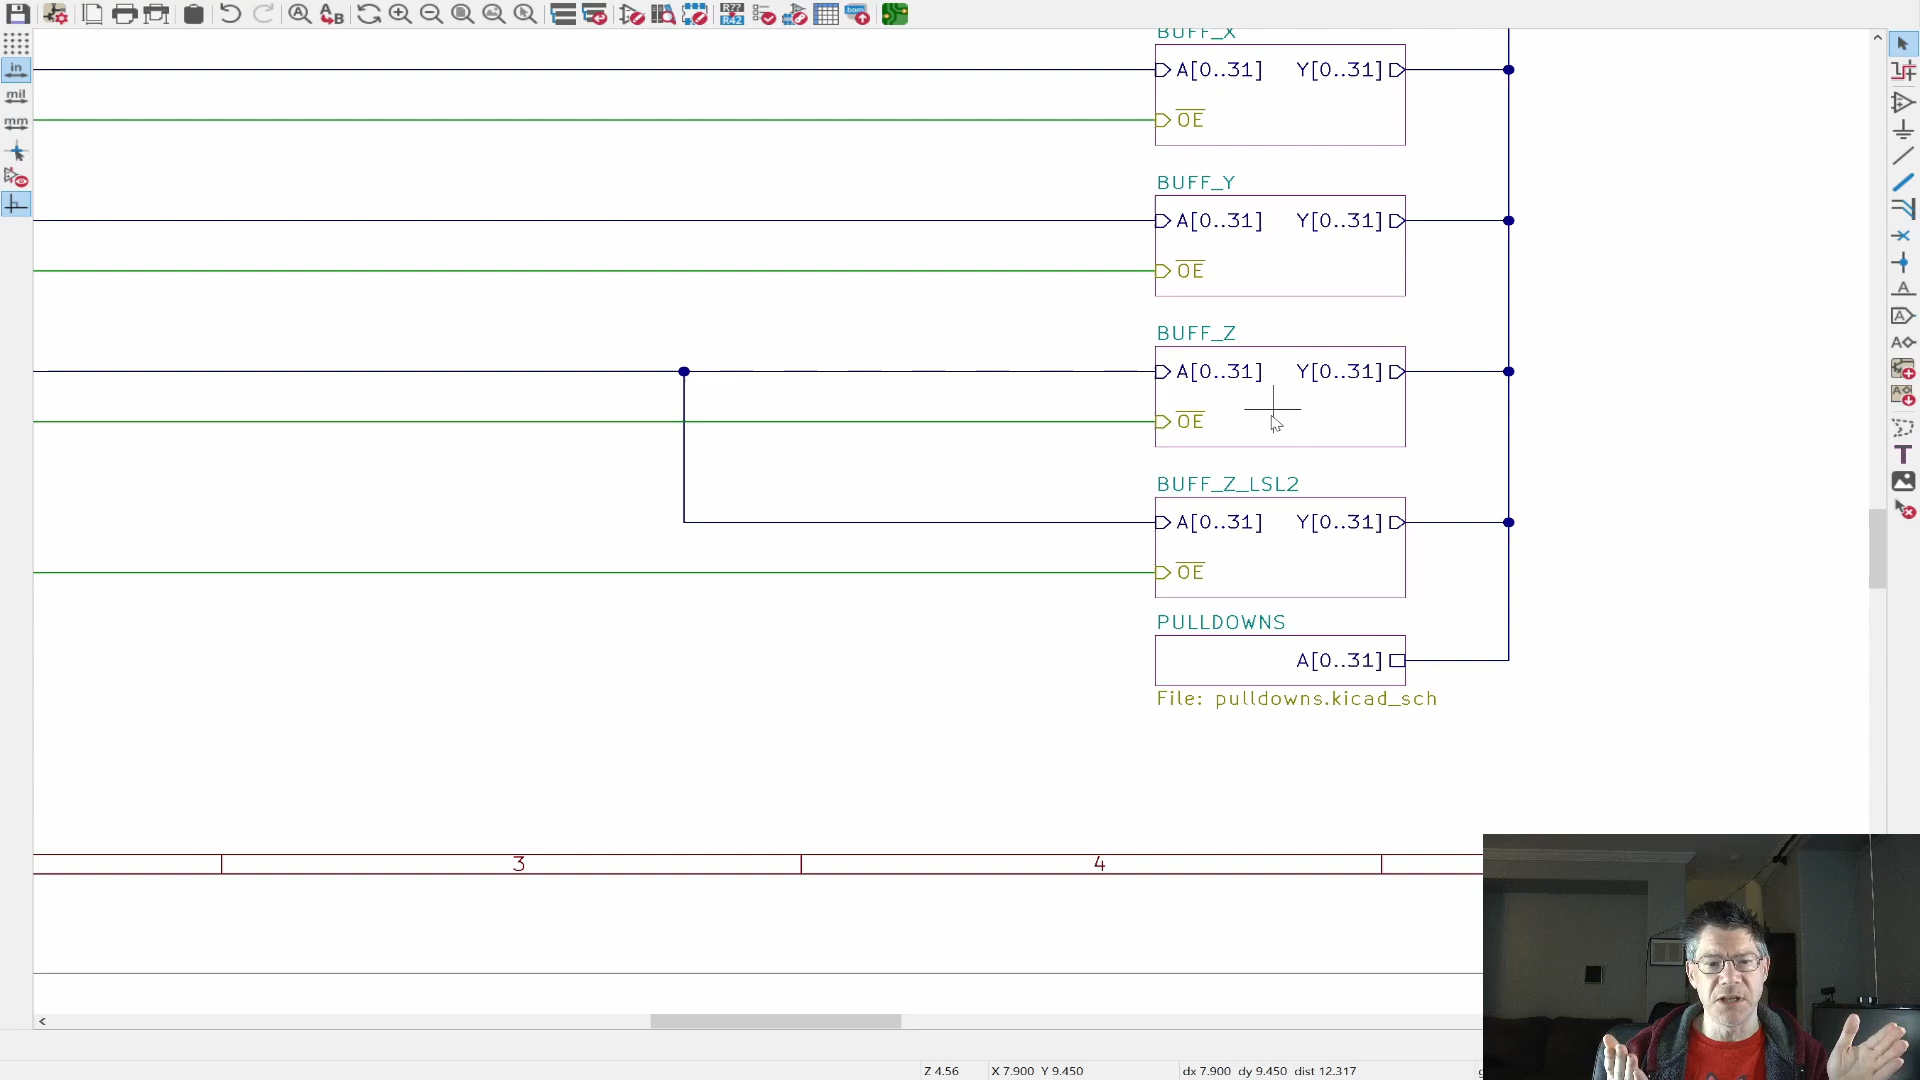 in
mil
mm
R??
R42
bom
BUFF_X
A[0..31] Y[0..31]
OE
BUFF_Y
A[0..31] Y[0..31]
OE
BUFF_Z
A[0..31] Y[0..31]
OE
BUFF_Z_LSL2
A[0..31] Y[0..31]
OE
PULLDOWNS
A[0..31]
File: pulldowns.kicad_sch
3 4
Z 4.56 X 7.900 Y 9.450 dx 7.900 dy 9.450 dist 12.317